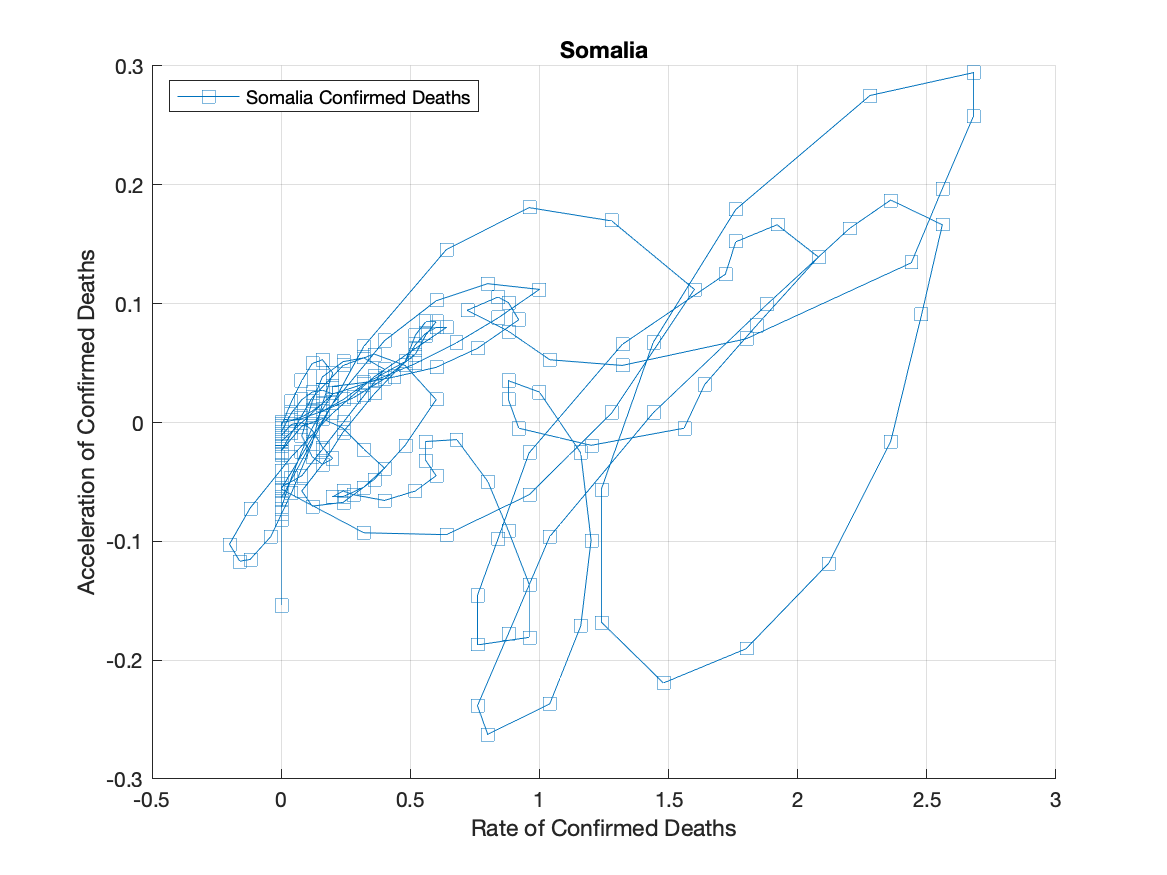 Somalia
Somalia Confirmed Deaths
Acceleration of Confirmed Deaths
0.3
0.2
0.1
0
-0.1
-0.2
-0.3
-0.5 0 0.5 1 1.5 2 2.5 3
Rate of Confirmed Deaths